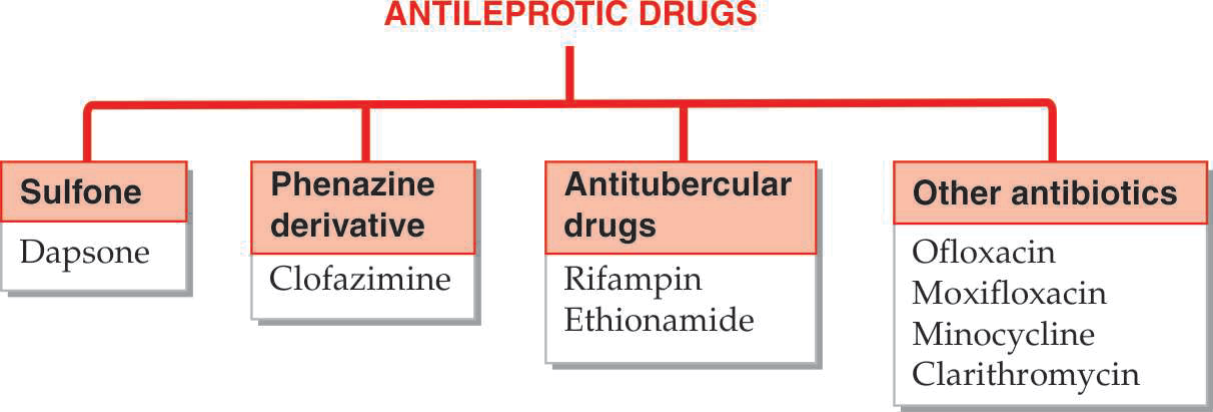 ANTILEPROTIC DRUGS
Sulfone
Dapsone
Phenazine
derivative
Clofazimine
Antitubercular
drugs
Rifampin
Ethionamide
Other antibiotics
Ofloxacin
Moxifloxacin
Minocycline
Clarithromycin